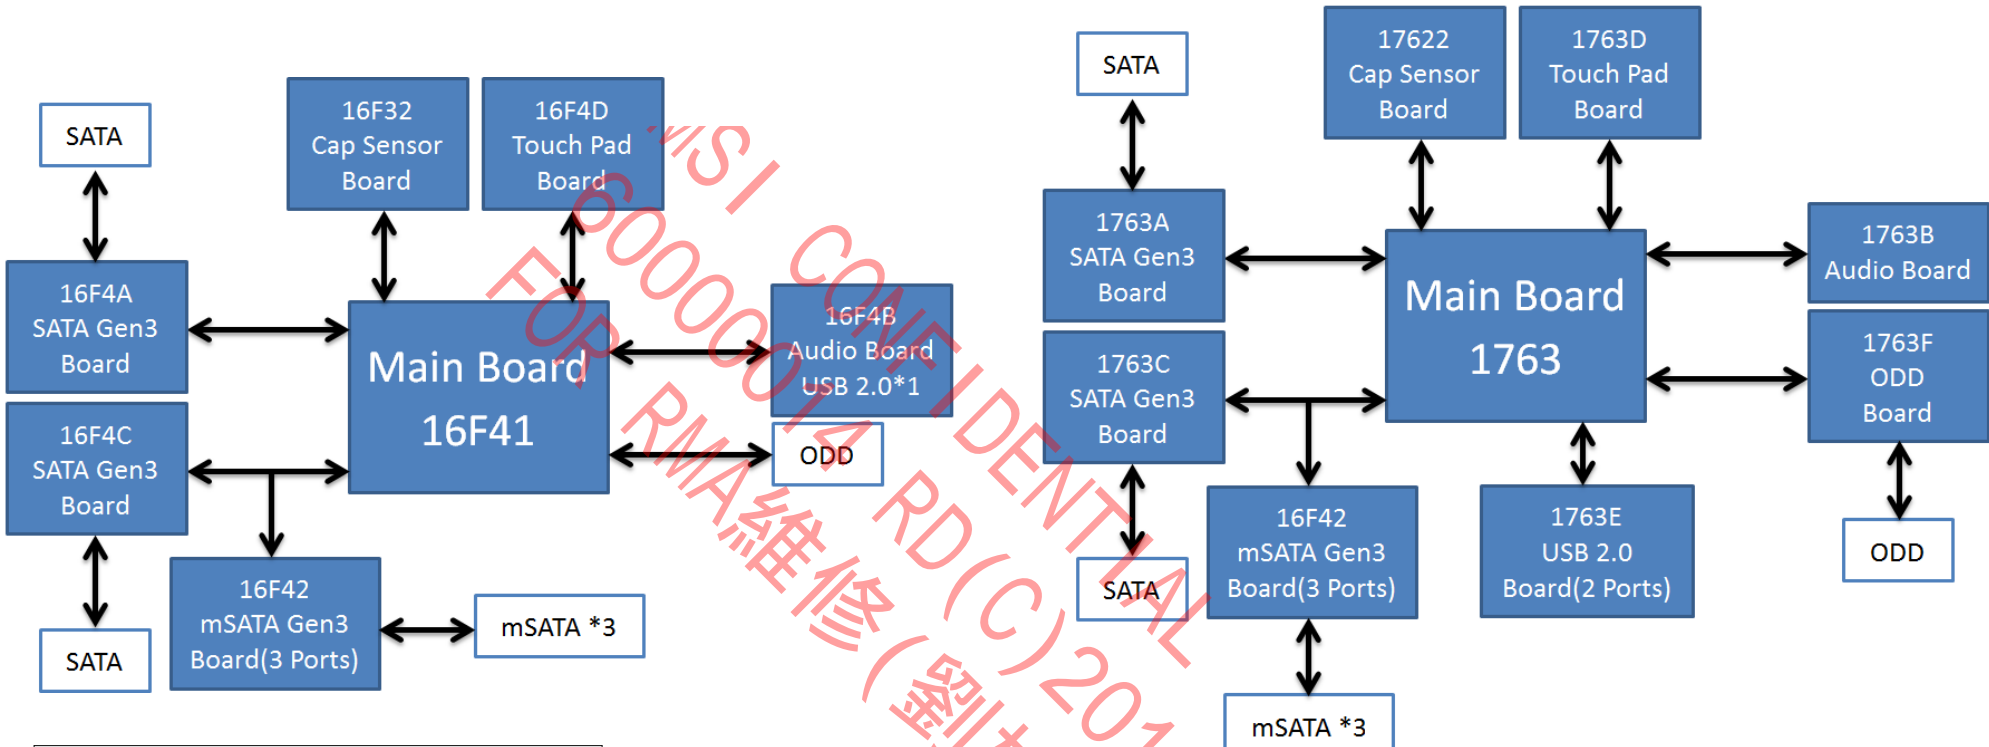 SATA
16F32
Cap Sensor
Board
16F4D
Touch Pad
Board
16F4A
SATA Gen3
Board
Main Board
16F41
16F4B
Audio Board
USB 2.0*1
16F4C
SATA Gen3
Board
ODD
SATA
16F42
mSATA Gen3
Board(3 Ports)
mSATA *3
SATA
17622
Cap Sensor
Board
1763D
Touch Pad
Board
1763A
SATA Gen3
Board
Main Board
1763
1763B
Audio Board
1763C
SATA Gen3
Board
1763F
ODD
Board
SATA
16F42
mSATA Gen3
Board(3 Ports)
1763E
USB 2.0
Board(2 Ports)
ODD
mSATA *3
MSI CONFIDENTIAL
60000014 RD(C)201
FOR RMA維修(劉